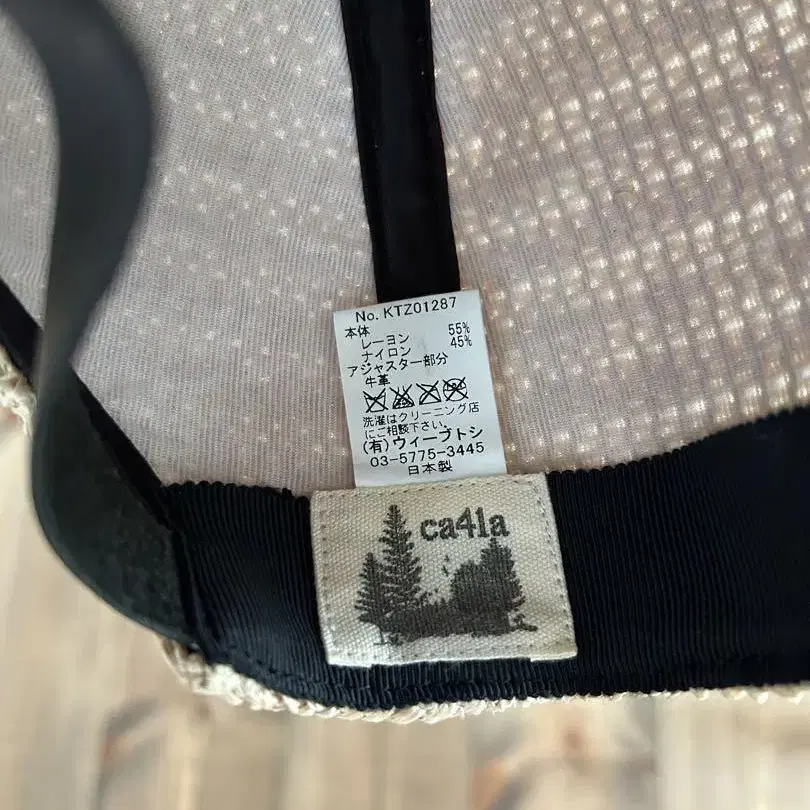 No. KTZ01287
本体
レーヨン 55%
ナイロン 45%
アジャスター部分
牛革
洗濯はクリーニング店
にご相談下さい。
(有)ウィーブトシ
03-5775-3445
日本製
ca4la